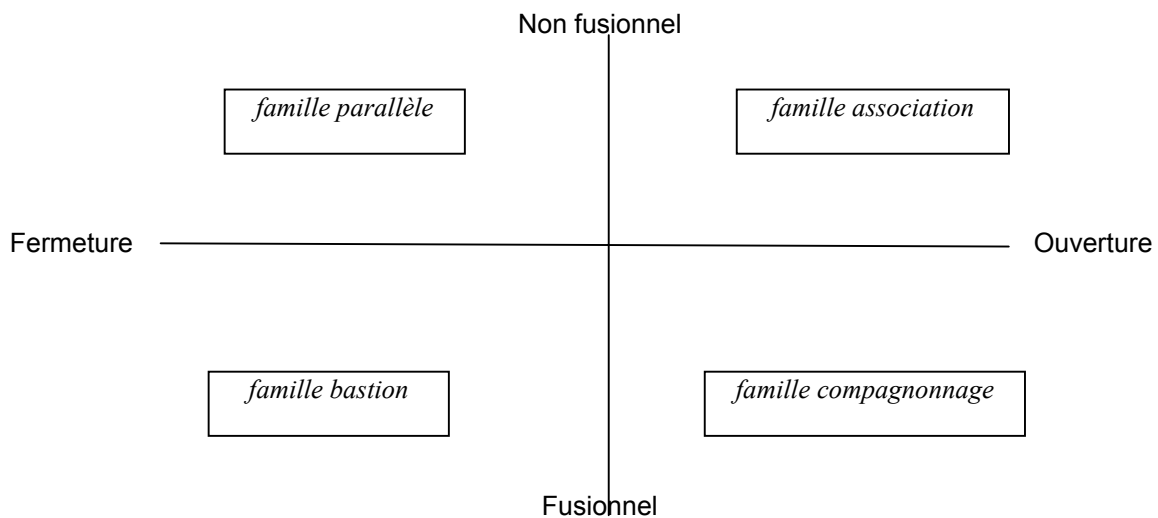 Non fusionnel
famille parallèle
famille association
Fermeture
Ouverture
famille bastion
famille compagnonnage
Fusionnel